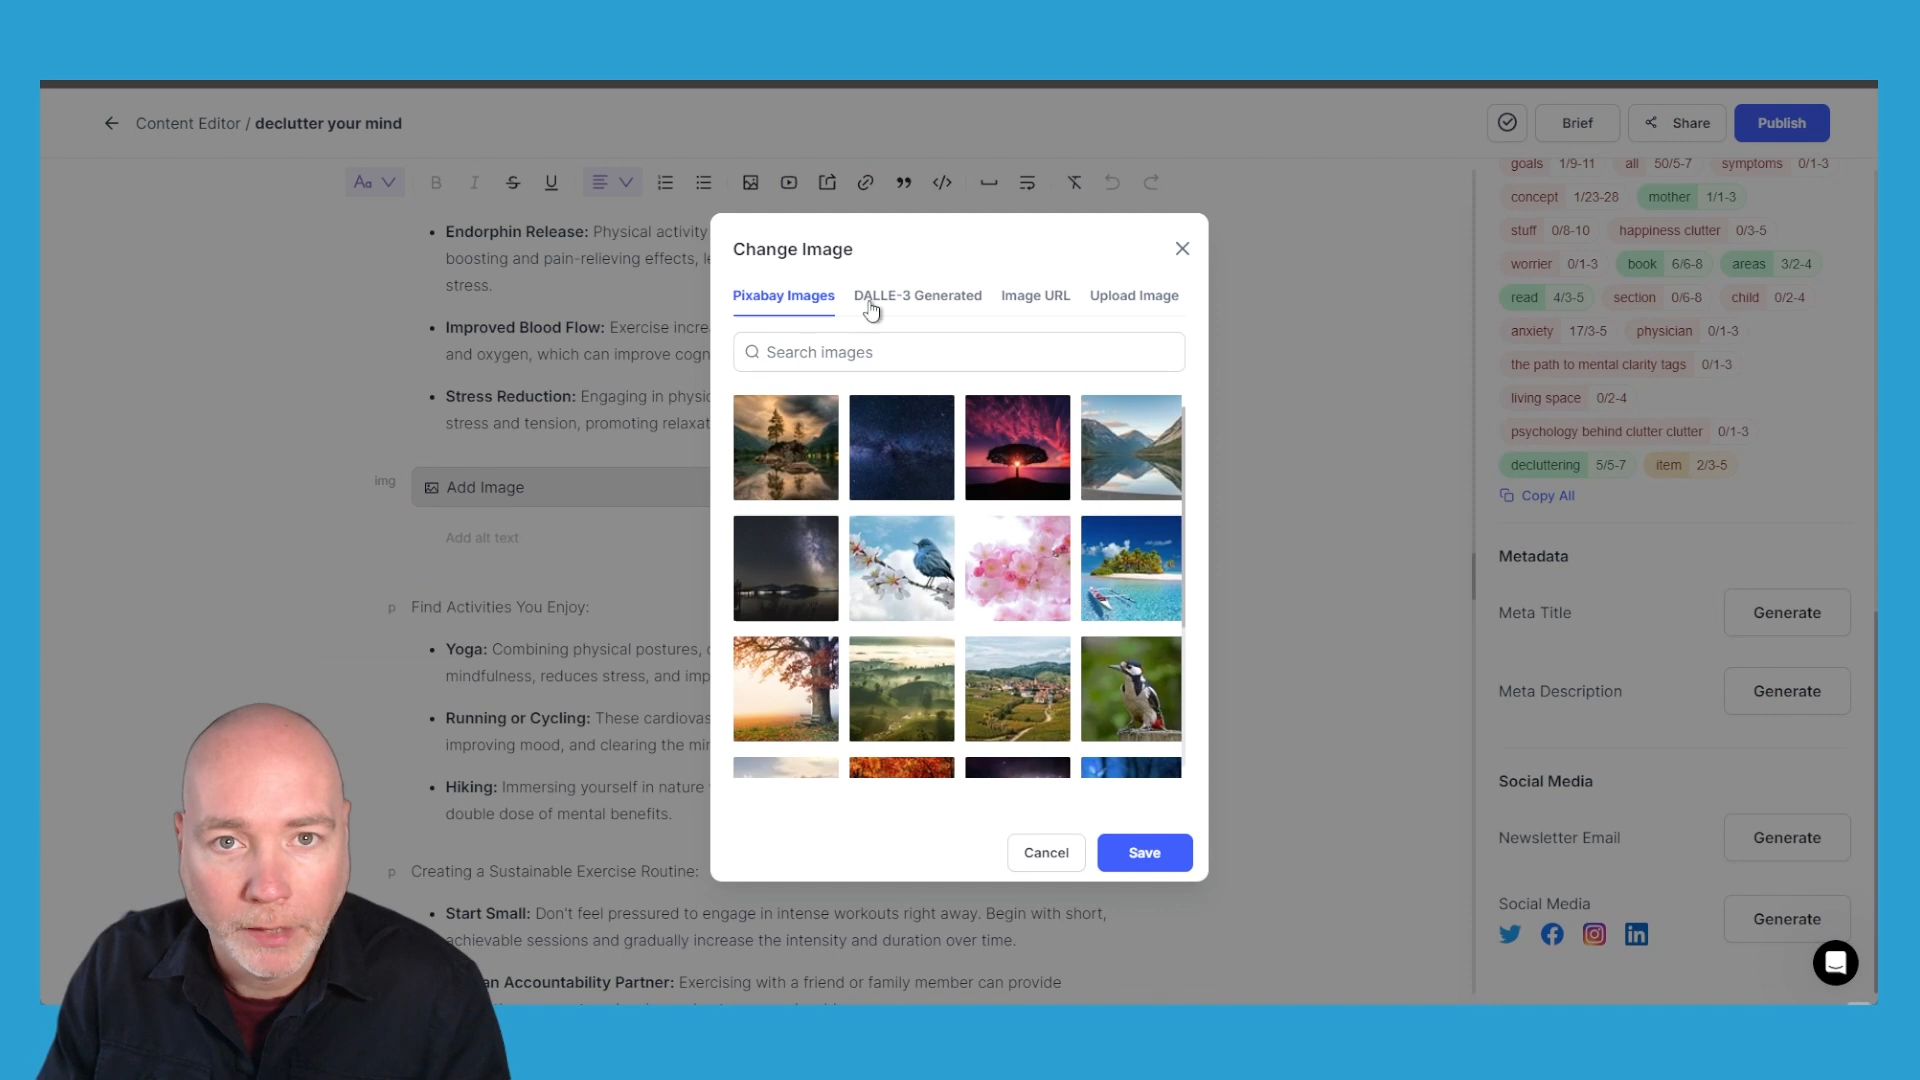 Content Editor / declutter your mind
Brief
Share
Publish
Aa
B I S U
Endorphin Release: Physical activity
boosting and pain-relieving effects, le
stress.
Improved Blood Flow: Exercise increa
and oxygen, which can improve cogn
Stress Reduction: Engaging in physic
stress and tension, promoting relaxat
img
Add Image
Add alt text
p Find Activities You Enjoy:
Yoga: Combining physical postures,
mindfulness, reduces stress, and imp
Running or Cycling: These cardiovas
improving mood, and clearing the min
Hiking: Immersing yourself in nature
double dose of mental benefits.
p Creating a Sustainable Exercise Routine:
Start Small: Don't feel pressured to engage in intense workouts right away. Begin with short,
achievable sessions and gradually increase the intensity and duration over time.
an Accountability Partner: Exercising with a friend or family member can provide
Change Image
Pixabay Images
DALLE-3 Generated
Image URL
Upload Image
Search images
Cancel
Save
goals 1/9-11 all 50/5-7 symptoms 0/1-3
concept 1/23-28 mother 1/1-3
stuff 0/8-10 happiness clutter 0/3-5
worrier 0/1-3 book 6/6-8 areas 3/2-4
read 4/3-5 section 0/6-8 child 0/2-4
anxiety 17/3-5 physician 0/1-3
the path to mental clarity tags 0/1-3
living space 0/2-4
psychology behind clutter clutter 0/1-3
decluttering 5/5-7 item 2/3-5
Copy All
Metadata
Meta Title
Generate
Meta Description
Generate
Social Media
Newsletter Email
Generate
Social Media
Generate